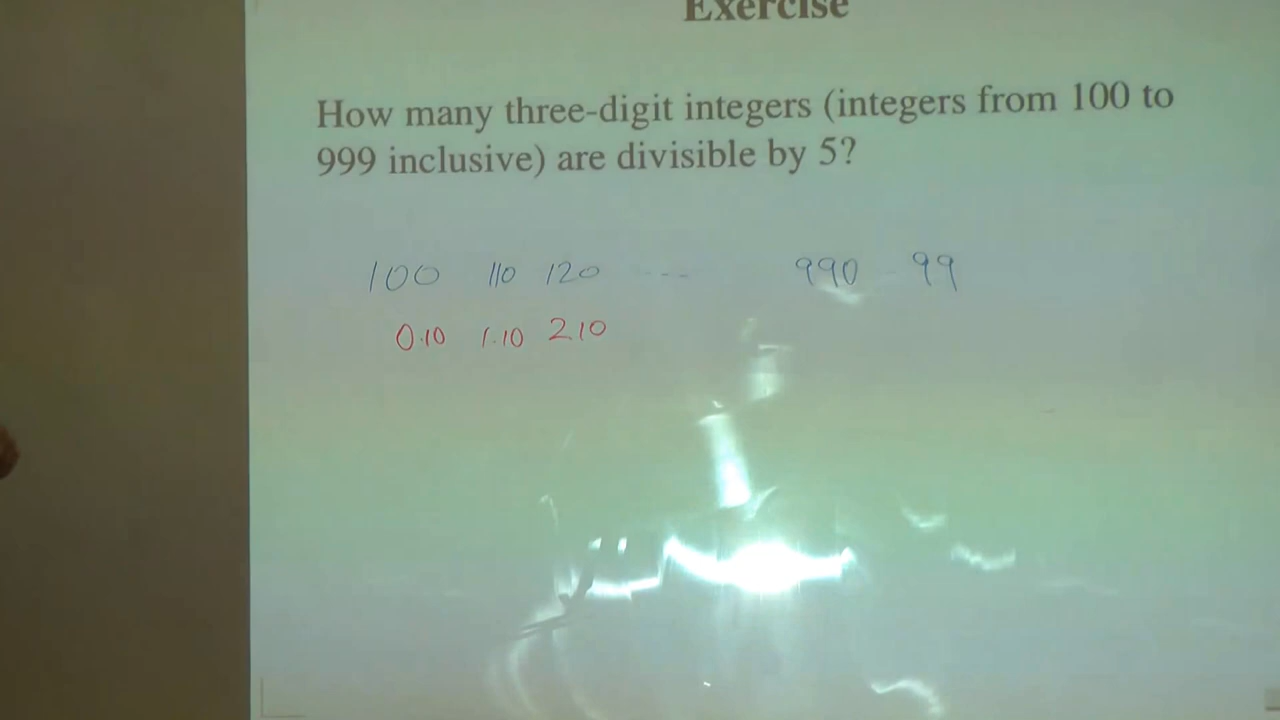 Exercise
How many three-digit integers (integers from 100 to
999 inclusive) are divisible by 5?
100 110 120 --- 990 99
0.10 1.10 2.10